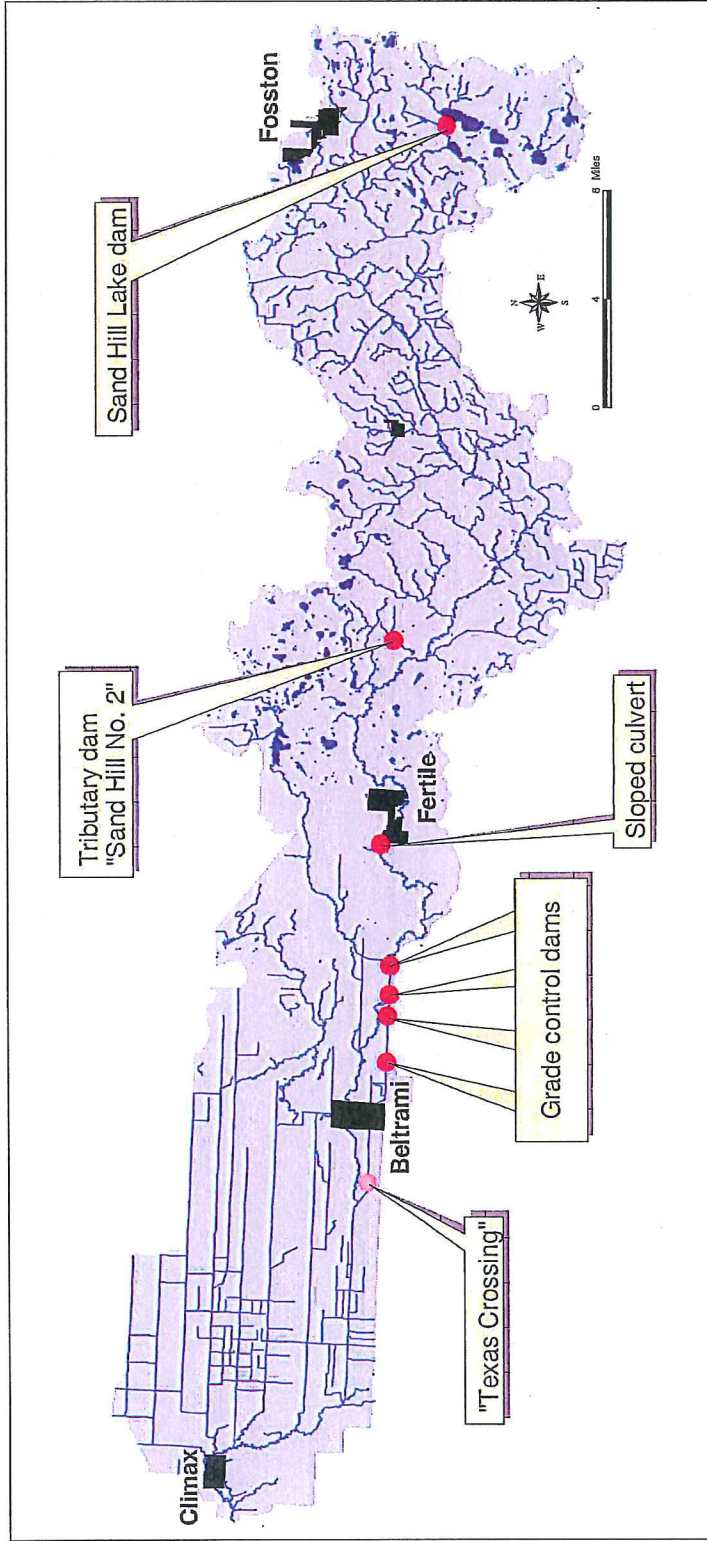 Climax
"Texas Crossing"
Beltrami
Grade control dams
Tributary dam
"Sand Hill No. 2"
Fertile
Sloped culvert
Sand Hill Lake dam
Fosston
N
W E
S
0 4 8 Miles